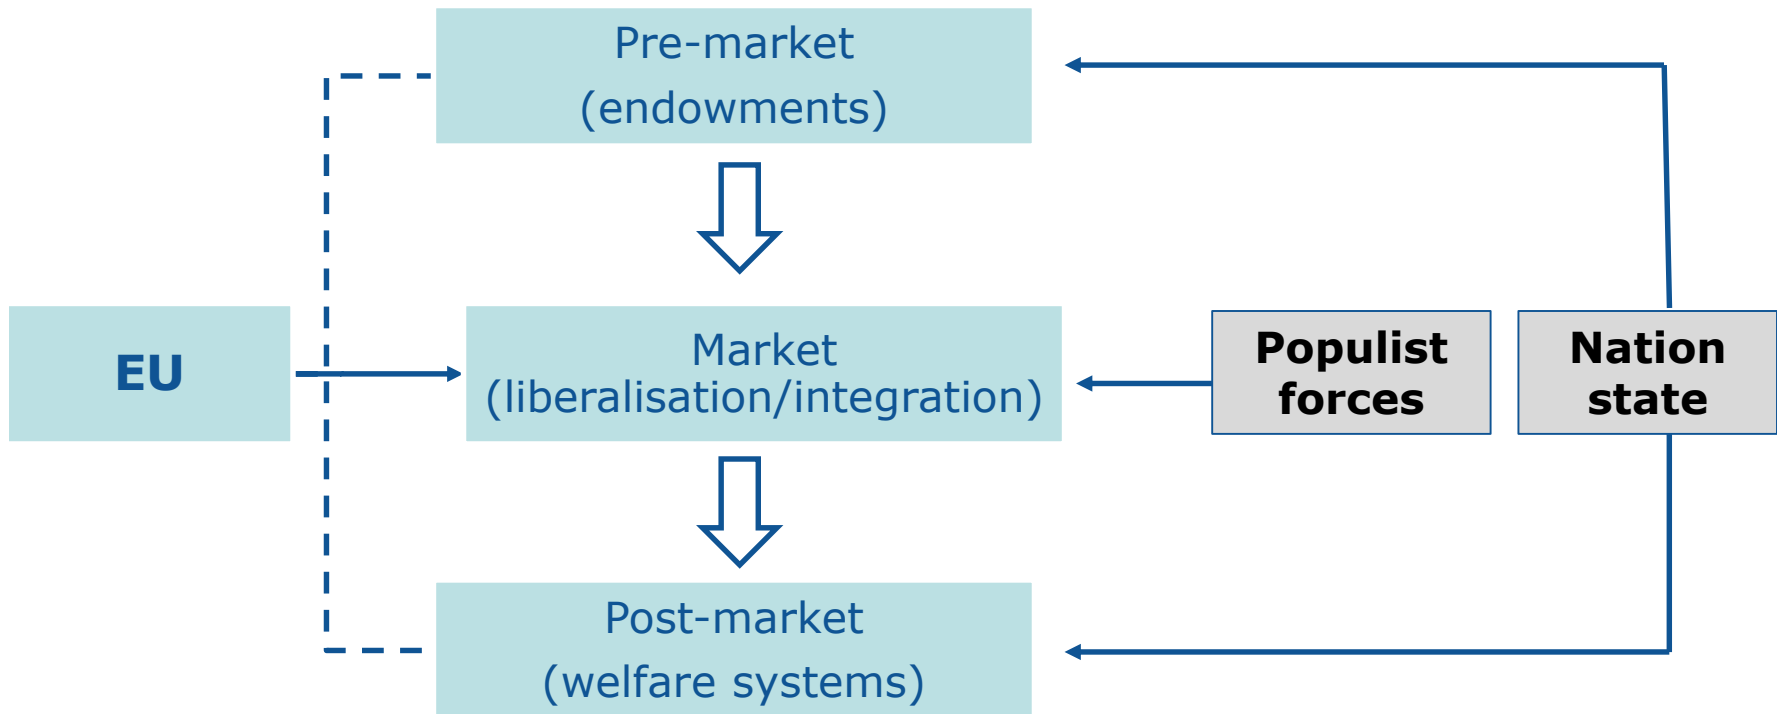 Pre-market
(endowments)
EU
Market
(liberalisation/integration)
Populist
forces
Nation
state
Post-market
(welfare systems)